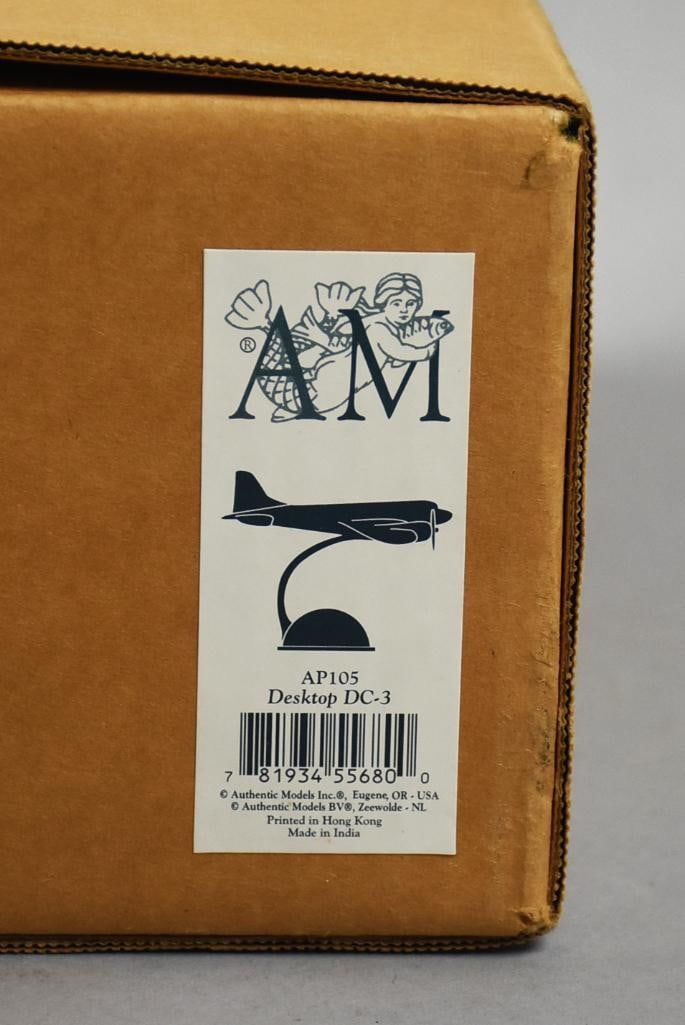 ® AM
AP105
Desktop DC-3
7 81934 55680 0
© Authentic Models Inc.®, Eugene, OR - USA
© Authentic Models BV®, Zeewolde - NL
Printed in Hong Kong
Made in India